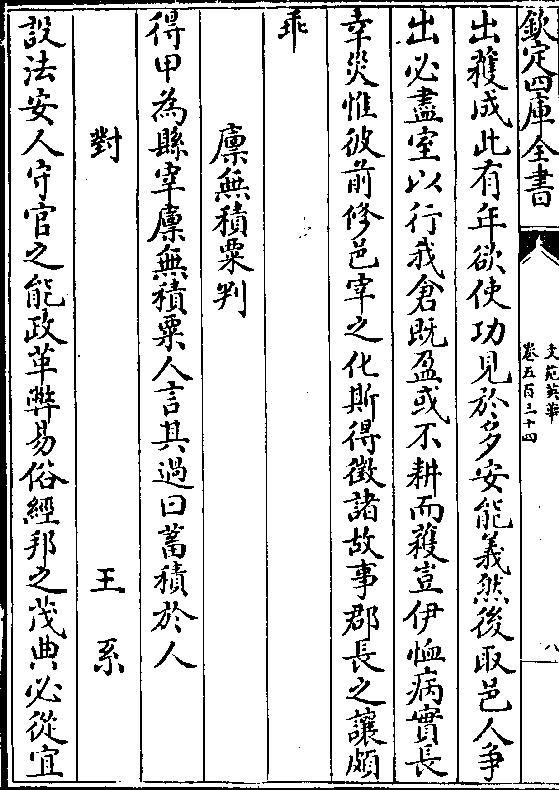 欽定四庫全書
文苑英華
卷五百三十四
八
出穫成此有年欲使功見於多安能義然後取邑人爭
出必盡室以行我倉既盈或不耕而穫豈伊恤病實長
幸災惟彼前修邑宰之化斯得徵諸故事郡長之讓頗
乖
廩無積粟判
得甲為縣宰廩無積粟人言其過曰蓄積於人
對
王系
設法安人守官之能政革弊易俗經邦之茂典必從宜